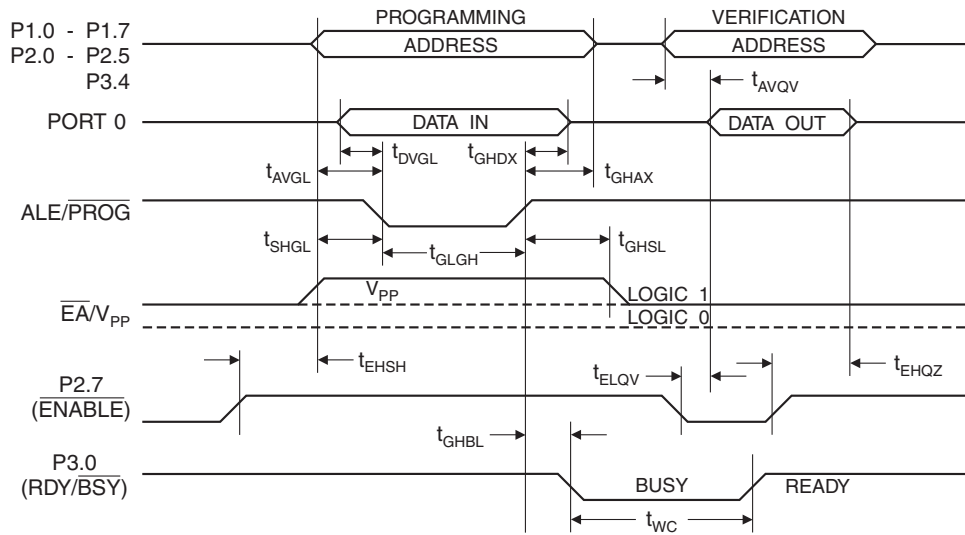 PROGRAMMING VERIFICATION
P1.0 - P1.7
P2.0 - P2.5
P3.4
ADDRESS ADDRESS
tAVQV
PORT 0 DATA IN DATA OUT
tDVGL tGHDX
tAVGL tGHAX
ALE/PROG
tSHGL tGLGH tGHSL
VPP LOGIC 1
EA/VPP LOGIC 0
tEHSH tELQV tEHQZ
P2.7
(ENABLE)
tGHBL
P3.0
(RDY/BSY) BUSY READY
tWC